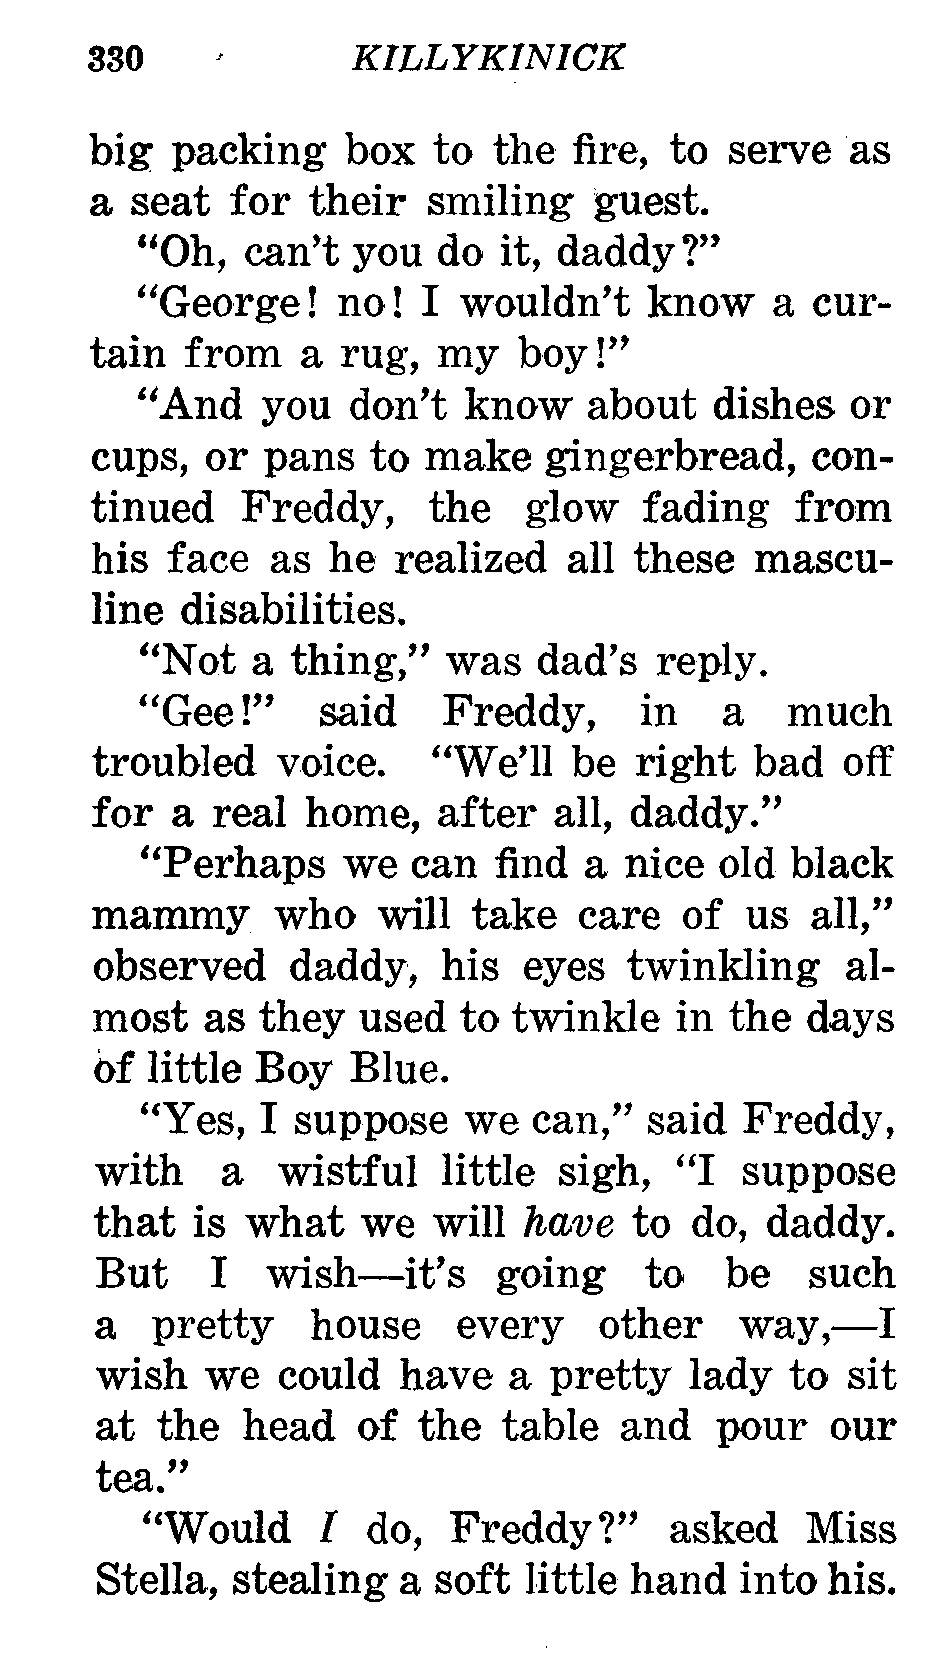 330 KILLYKINICK
big packing box to the fire, to serve as
a seat for their smiling guest.
“Oh, can’t you do it, daddy?”
“George! no! I wouldn’t know a cur-
tain from a rug, my boy!”
“And you don’t know about dishes or
cups, or pans to make gingerbread, con-
tinued Freddy, the glow fading from
his face as he realized all these mascu-
line disabilities.
“Not a thing,” was dad’s reply.
“Gee!” said Freddy, in a much
troubled voice. “We’ll be right bad off
for a real home, after all, daddy.”
“Perhaps we can find a nice old black
mammy who will take care of us all,”
observed daddy, his eyes twinkling al-
most as they used to twinkle in the days
of little Boy Blue.
“Yes, I suppose we can,” said Freddy,
with a wistful little sigh, “I suppose
that is what we will have to do, daddy.
But I wish—it’s going to be such
a pretty house every other way,—I
wish we could have a pretty lady to sit
at the head of the table and pour our
tea.”
“Would I do, Freddy?” asked Miss
Stella, stealing a soft little hand into his.